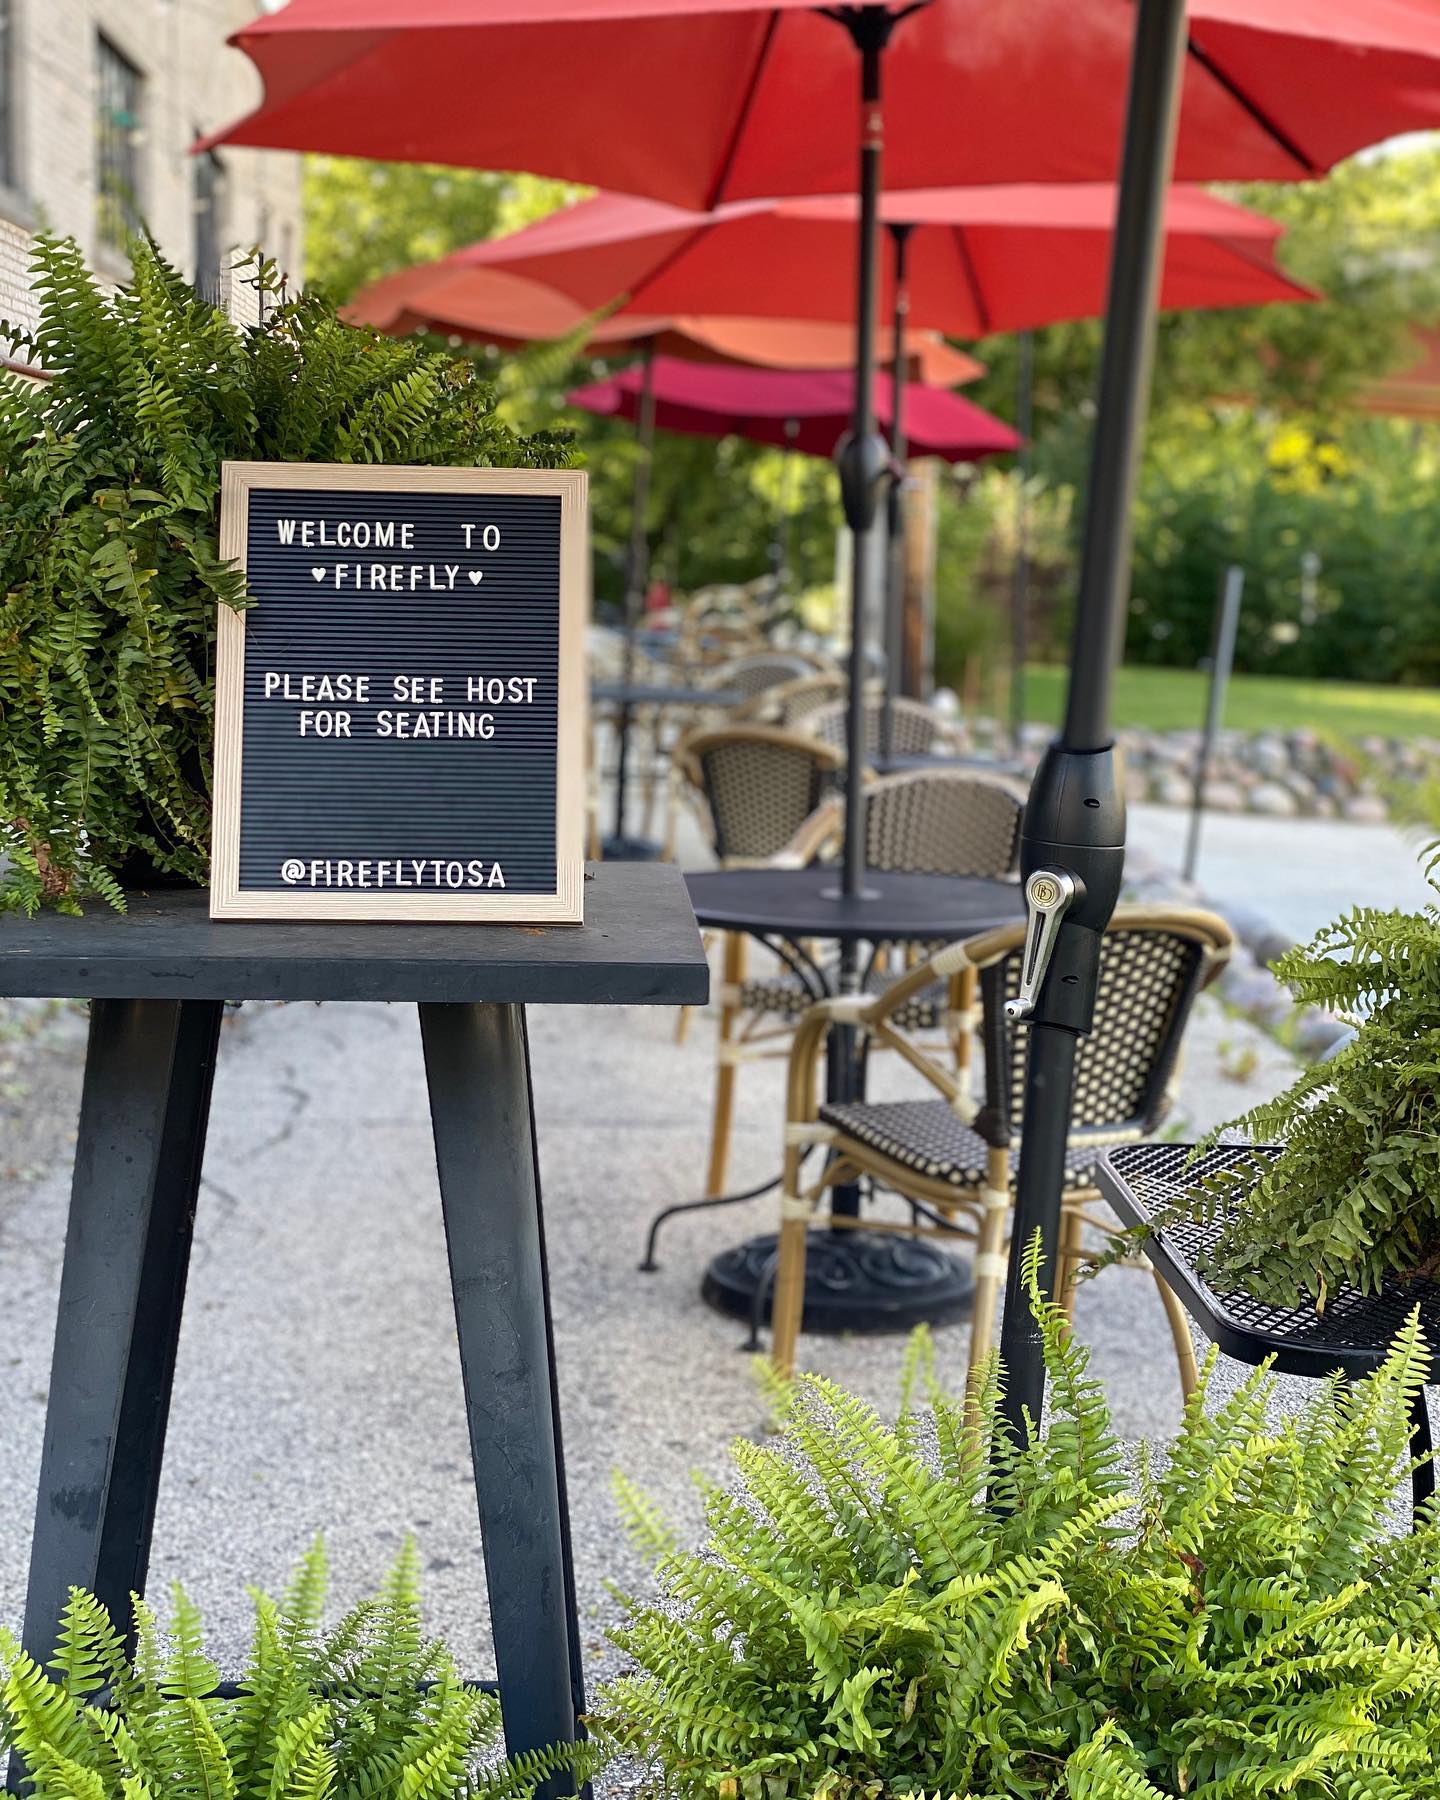 WELCOME TO
♥FIREFLY♥
PLEASE SEE HOST
FOR SEATING
@FIREFLYTOSA